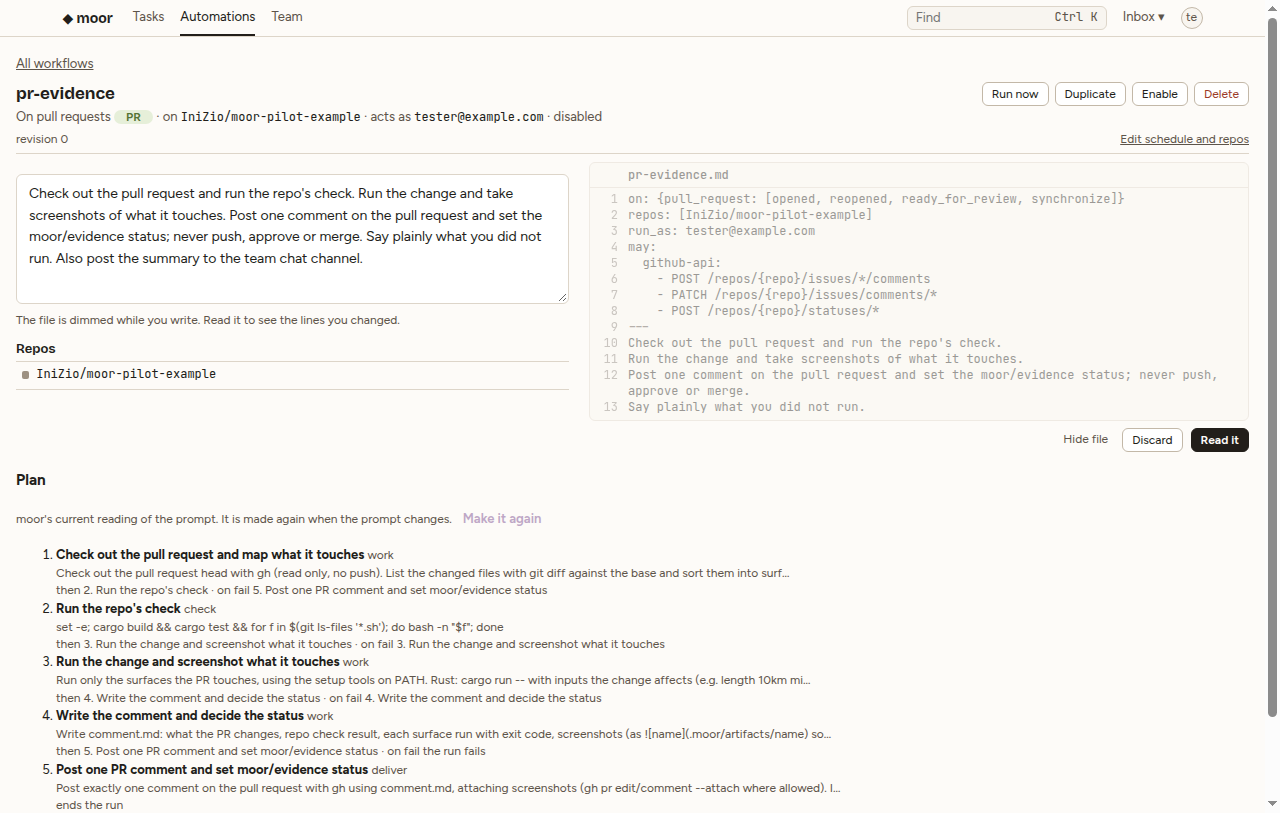 ◆ moor Tasks Automations Team Find Ctrl K Inbox ▾ te
All workflows
pr-evidence
Run now Duplicate Enable Delete
On pull requests PR · on IniZio/moor-pilot-example · acts as tester@example.com · disabled
revision 0
Edit schedule and repos
Check out the pull request and run the repo's check. Run the change and take
screenshots of what it touches. Post one comment on the pull request and set the
moor/evidence status; never push, approve or merge. Say plainly what you did not
run. Also post the summary to the team chat channel.
The file is dimmed while you write. Read it to see the lines you changed.
Repos
IniZio/moor-pilot-example
pr-evidence.md
1 on: {pull_request: [opened, reopened, ready_for_review, synchronize]}
2 repos: [IniZio/moor-pilot-example]
3 run_as: tester@example.com
4 may:
5 github-api:
6 - POST /repos/{repo}/issues/*/comments
7 - PATCH /repos/{repo}/issues/comments/*
8 - POST /repos/{repo}/statuses/*
9 ---
10 Check out the pull request and run the repo's check.
11 Run the change and take screenshots of what it touches.
12 Post one comment on the pull request and set the moor/evidence status; never push,
approve or merge.
13 Say plainly what you did not run.
Hide file Discard Read it
Plan
moor's current reading of the prompt. It is made again when the prompt changes. Make it again
1. Check out the pull request and map what it touches work
Check out the pull request head with gh (read only, no push). List the changed files with git diff against the base and sort them into surf...
then 2. Run the repo's check · on fail 5. Post one PR comment and set moor/evidence status
2. Run the repo's check check
set -e; cargo build && cargo test && for f in $(git ls-files '*.sh'); do bash -n "$f"; done
then 3. Run the change and screenshot what it touches · on fail 3. Run the change and screenshot what it touches
3. Run the change and screenshot what it touches work
Run only the surfaces the PR touches, using the setup tools on PATH. Rust: cargo run -- with inputs the change affects (e.g. length 10km mi...
then 4. Write the comment and decide the status · on fail 4. Write the comment and decide the status
4. Write the comment and decide the status work
Write comment.md: what the PR changes, repo check result, each surface run with exit code, screenshots (as ![name](.moor/artifacts/name) so...
then 5. Post one PR comment and set moor/evidence status · on fail the run fails
5. Post one PR comment and set moor/evidence status deliver
Post exactly one comment on the pull request with gh using comment.md, attaching screenshots (gh pr edit/comment --attach where allowed). I...
ends the run